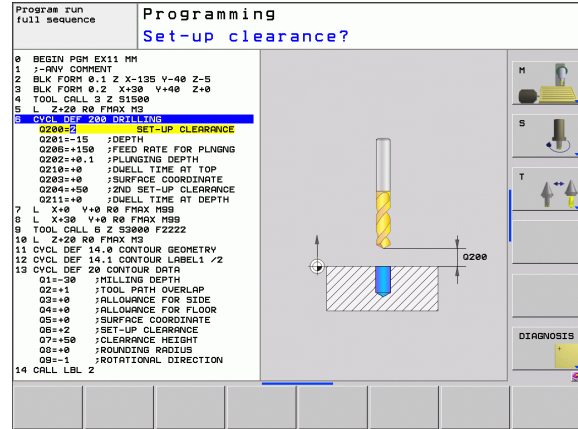 Program run
full sequence
Programming
Set-up clearance?
0 BEGIN PGM EX11 MM
1 ;-ANY COMMENT
2 BLK FORM 0.1 Z X-135 Y-40 Z-5
3 BLK FORM 0.2 X+30 Y+40 Z+0
4 TOOL CALL 3 Z S1500
5 L Z+20 R0 FMAX M3
6 CYCL DEF 200 DRILLING
Q200=2 SET-UP CLEARANCE
Q201=-15 ;DEPTH
Q206=+150 ;FEED RATE FOR PLNGNG
Q202=+0.1 ;PLUNGING DEPTH
Q210=+0 ;DWELL TIME AT TOP
Q203=+0 ;SURFACE COORDINATE
Q204=+50 ;2ND SET-UP CLEARANCE
Q211=+0 ;DWELL TIME AT DEPTH
7 L X+0 Y+0 R0 FMAX M99
8 L X+30 Y+0 R0 FMAX M99
9 TOOL CALL 6 Z S3000 F2222
10 L Z+20 R0 FMAX M3
11 CYCL DEF 14.0 CONTOUR GEOMETRY
12 CYCL DEF 14.1 CONTOUR LABEL1 /2
13 CYCL DEF 20 CONTOUR DATA
Q1=-30 ;MILLING DEPTH
Q2=+1 ;TOOL PATH OVERLAP
Q3=+0 ;ALLOWANCE FOR SIDE
Q4=+0 ;ALLOWANCE FOR FLOOR
Q5=+0 ;SURFACE COORDINATE
Q6=+2 ;SET-UP CLEARANCE
Q7=+50 ;CLEARANCE HEIGHT
Q8=+0 ;ROUNDING RADIUS
Q9=-1 ;ROTATIONAL DIRECTION
14 CALL LBL 2
Q200
M
S
T
DIAGNOSIS